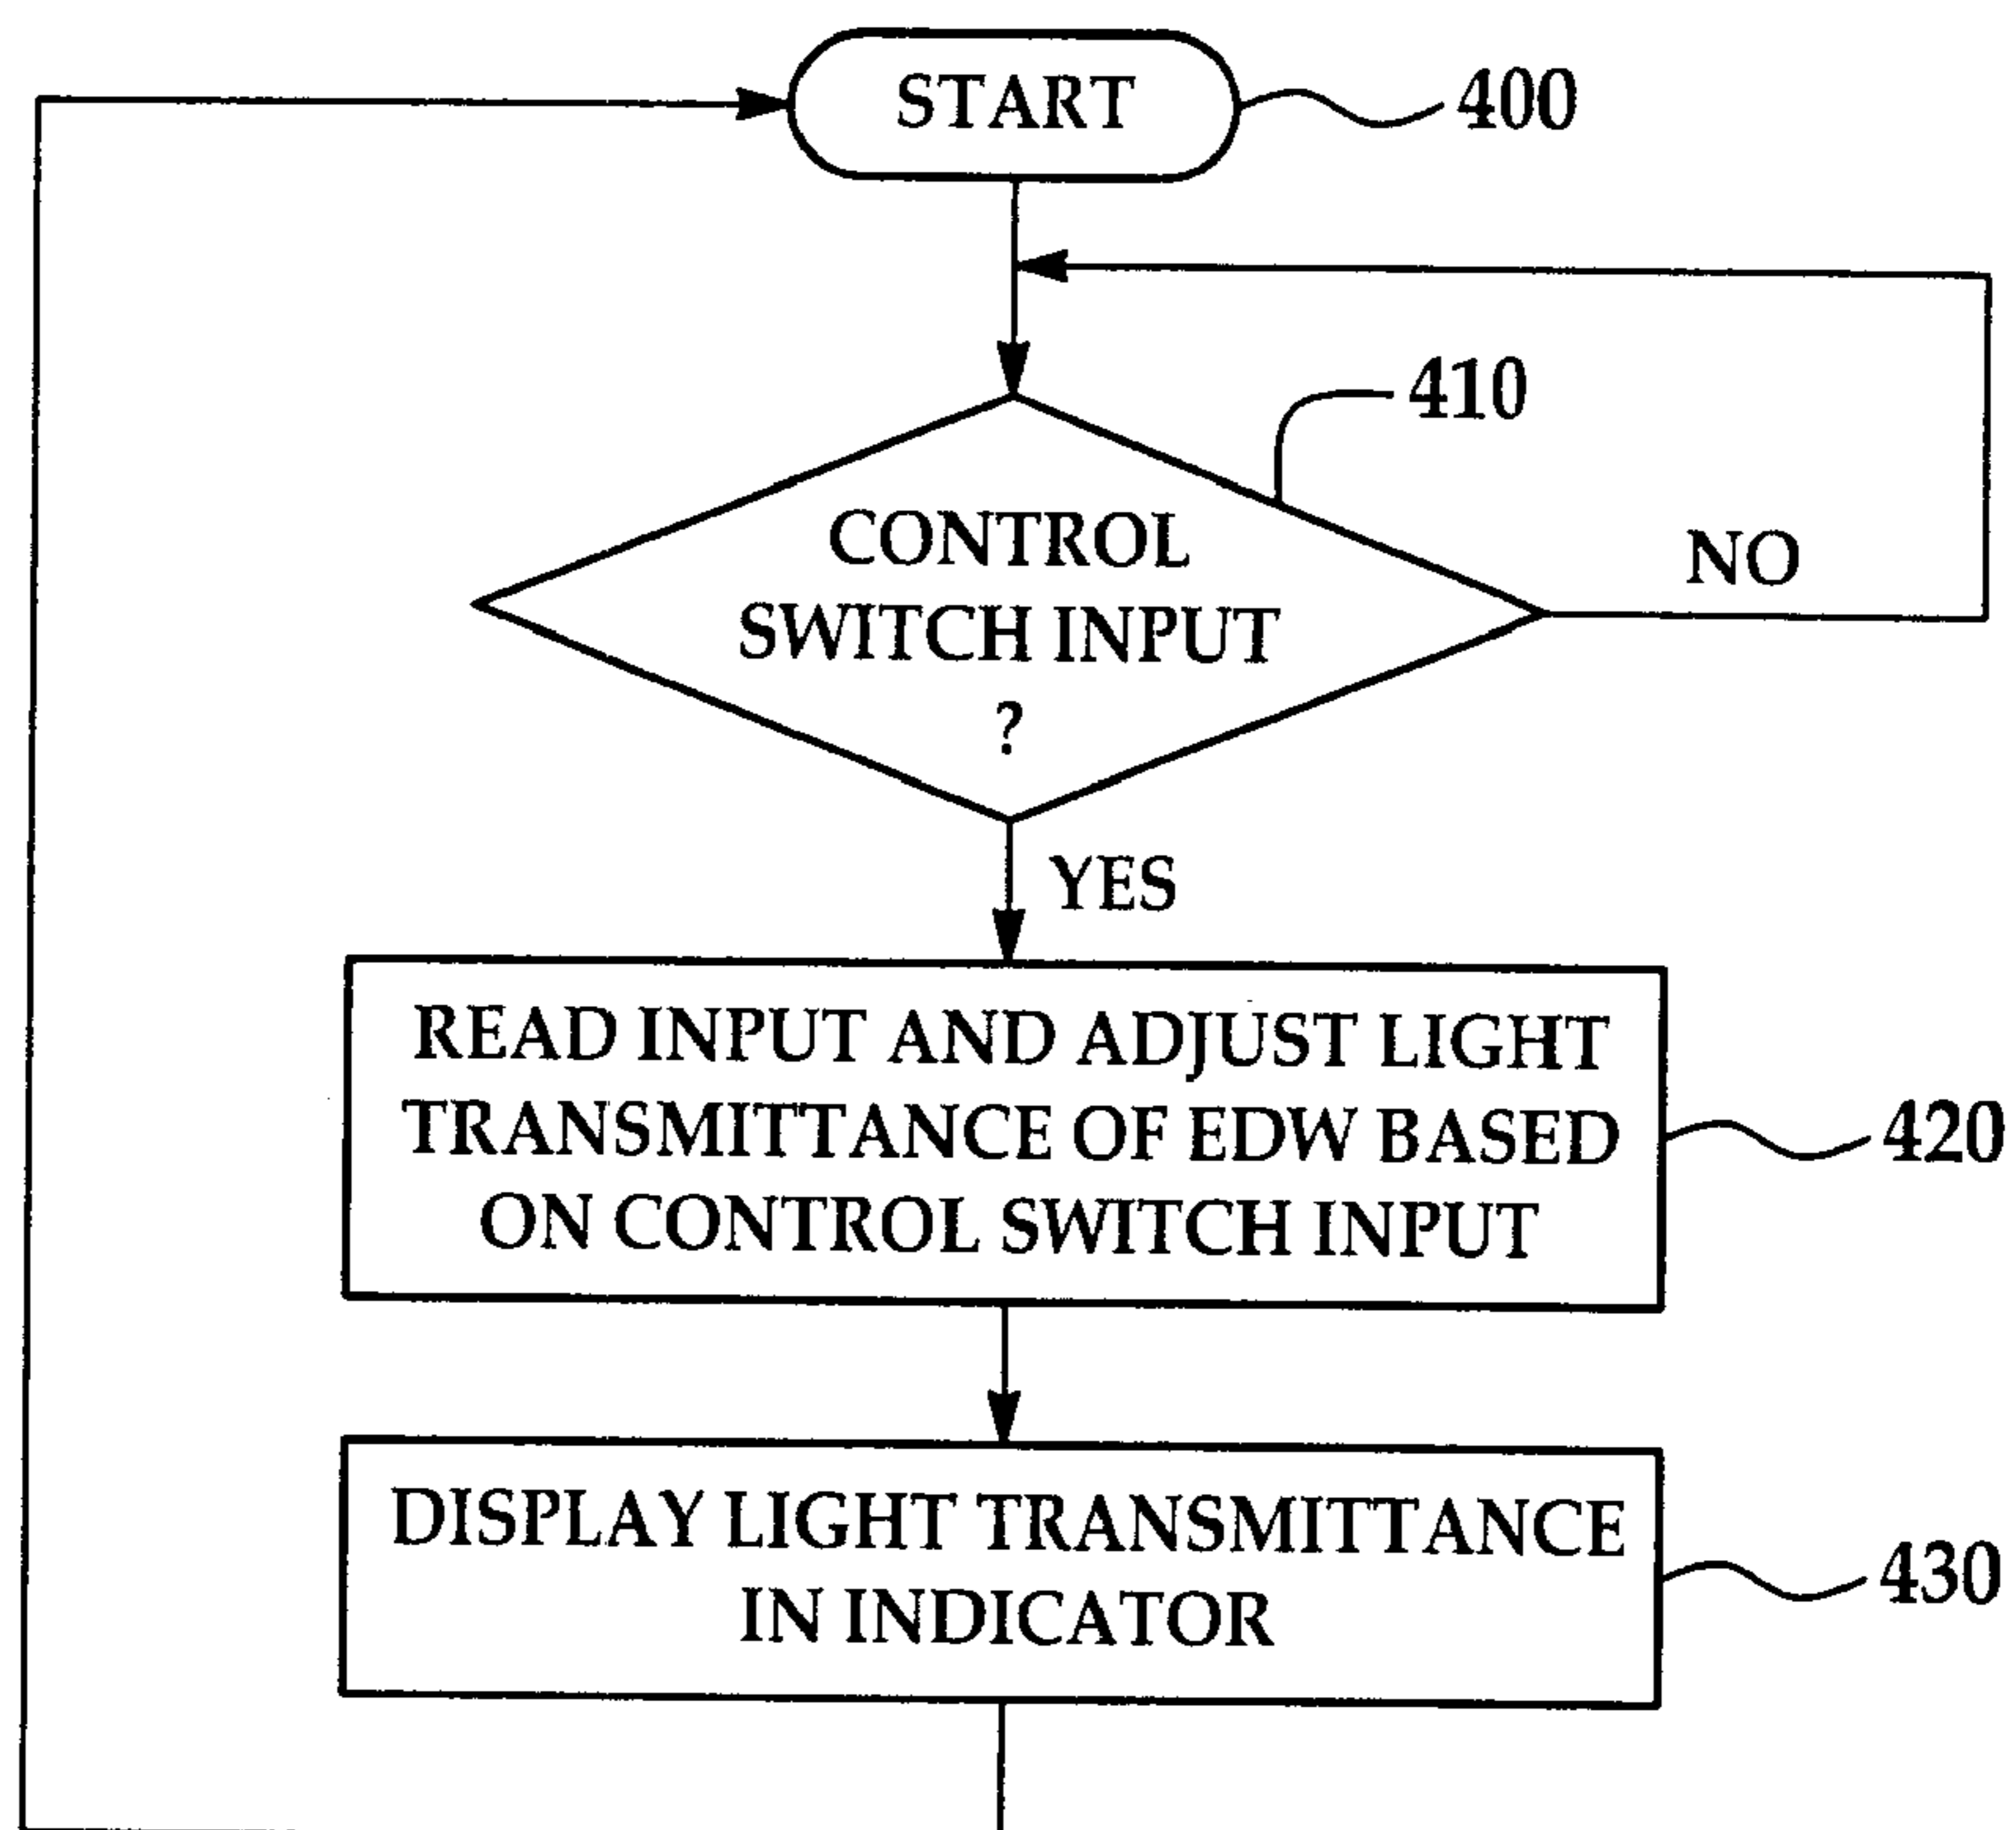 START
400
410
CONTROL
SWITCH INPUT
?
NO
YES
READ INPUT AND ADJUST LIGHT
TRANSMITTANCE OF EDW BASED
ON CONTROL SWITCH INPUT
420
DISPLAY LIGHT TRANSMITTANCE
IN INDICATOR
430